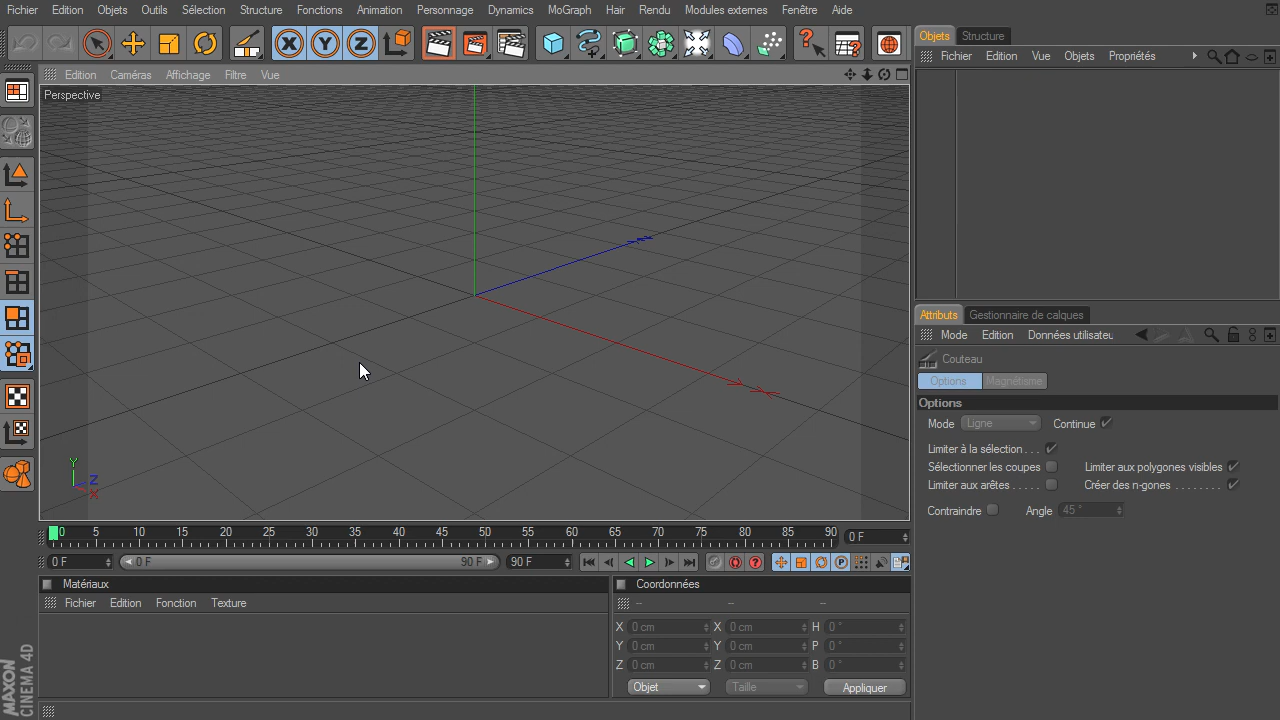 Fichier Edition Objets Outils Sélection Structure Fonctions Animation Personnage Dynamics MoGraph Hair Rendu Modules externes Fenêtre Aide
X Y Z
Objets Structure
Fichier Edition Vue Objets Propriétés
Edition Caméras Affichage Filtre Vue
Perspective
Y
Z
X
Attributs Gestionnaire de calques
Mode Edition Données utilisateu
Couteau
Options Magnétisme
Options
Mode Ligne Continue
Limiter à la sélection . . .
Sélectionner les coupes Limiter aux polygones visibles
Limiter aux arêtes . . . . . Créer des n-gones . . . . . . . .
Contraindre Angle 45 °
0 5 10 15 20 25 30 35 40 45 50 55 60 65 70 75 80 85 90 0 F
0 F 0 F 90 F 90 F
P
Matériaux
Fichier Edition Fonction Texture
Coordonnées
-- -- --
X 0 cm X 0 cm H 0 °
Y 0 cm Y 0 cm P 0 °
Z 0 cm Z 0 cm B 0 °
Objet Taille Appliquer
MAXON
CINEMA 4D